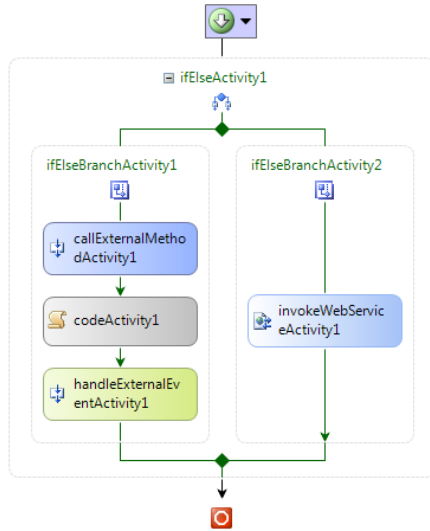 ifElseActivity1
ifElseBranchActivity1
ifElseBranchActivity2
callExternalMetho
dActivity1
codeActivity1
invokeWebServic
eActivity1
handleExternalEv
entActivity1